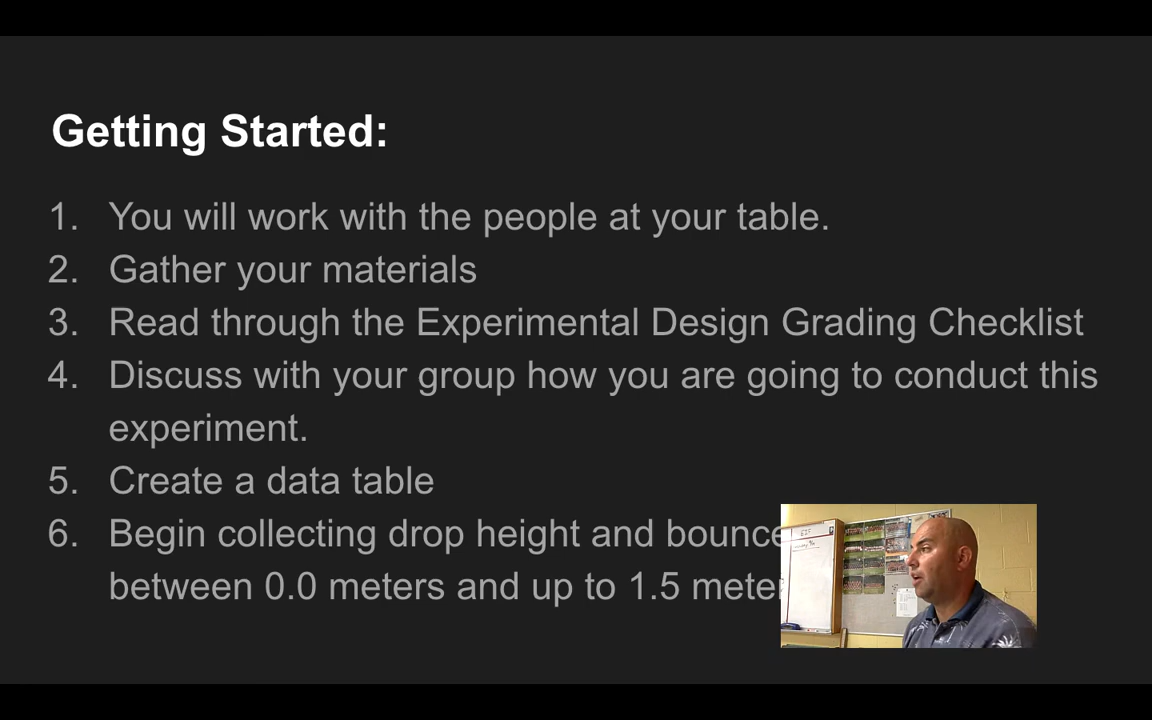 Getting Started:
1. You will work with the people at your table.
2. Gather your materials
3. Read through the Experimental Design Grading Checklist
4. Discuss with your group how you are going to conduct this
experiment.
5. Create a data table
6. Begin collecting drop height and bounce
between 0.0 meters and up to 1.5